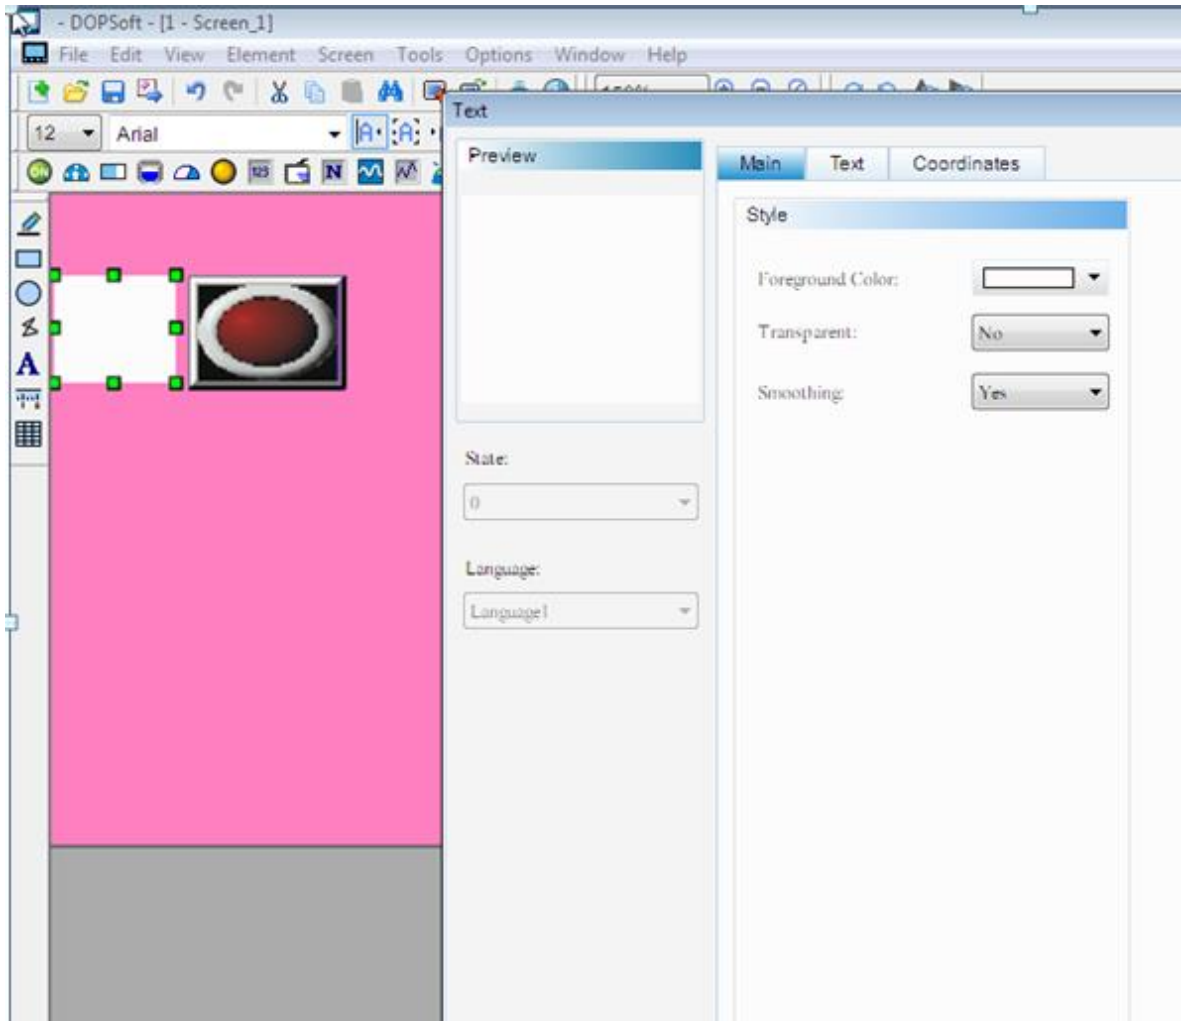 - DOPSoft - [1 - Screen_1]
File Edit View Element Screen Tools Options Window Help
12 Arial
Text
Preview
Main Text Coordinates
Style
Foreground Color:
Transparent: No
Smoothing: Yes
State:
0
Language:
Language1
A
N
123